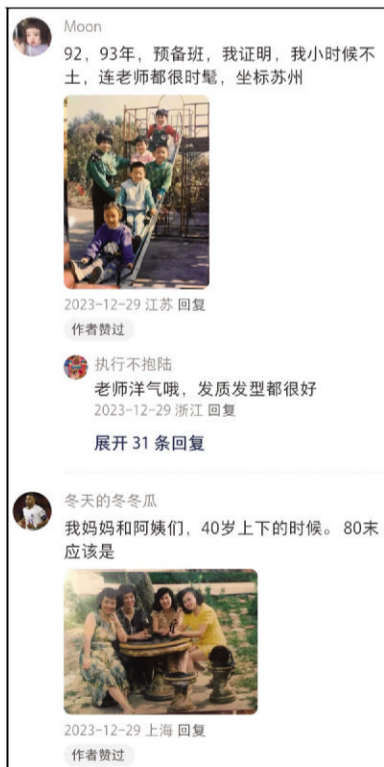 Moon
92，93年，预备班，我证明，我小时候不
土，连老师都很时髦，坐标苏州
2023-12-29 江苏 回复
作者赞过
执行不抱陆
老师洋气哦，发质发型都很好
2023-12-29 浙江 回复
展开 31 条回复
冬天的冬冬瓜
我妈妈和阿姨们，40岁上下的时候。80末
应该是
2023-12-29 上海 回复
作者赞过